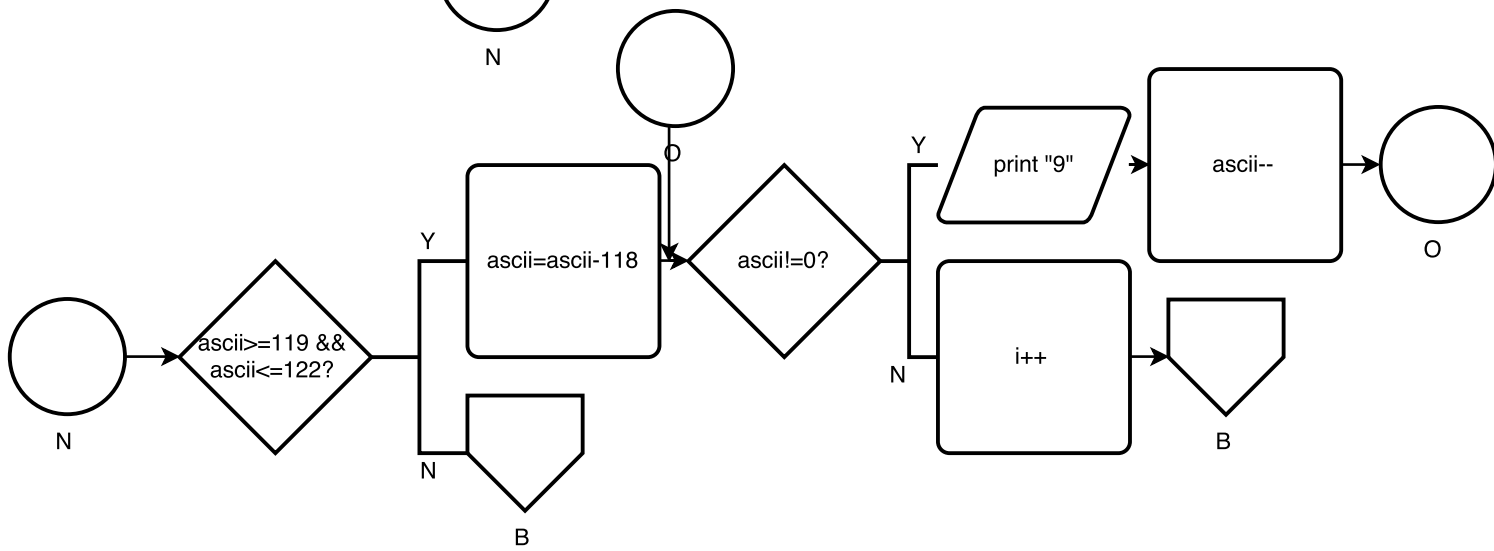 N
O
Y
print "9"
ascii--
O
Y
ascii=ascii-118
ascii!=0?
ascii>=119 &&
ascii<=122?
i++
N
N
B
N
B